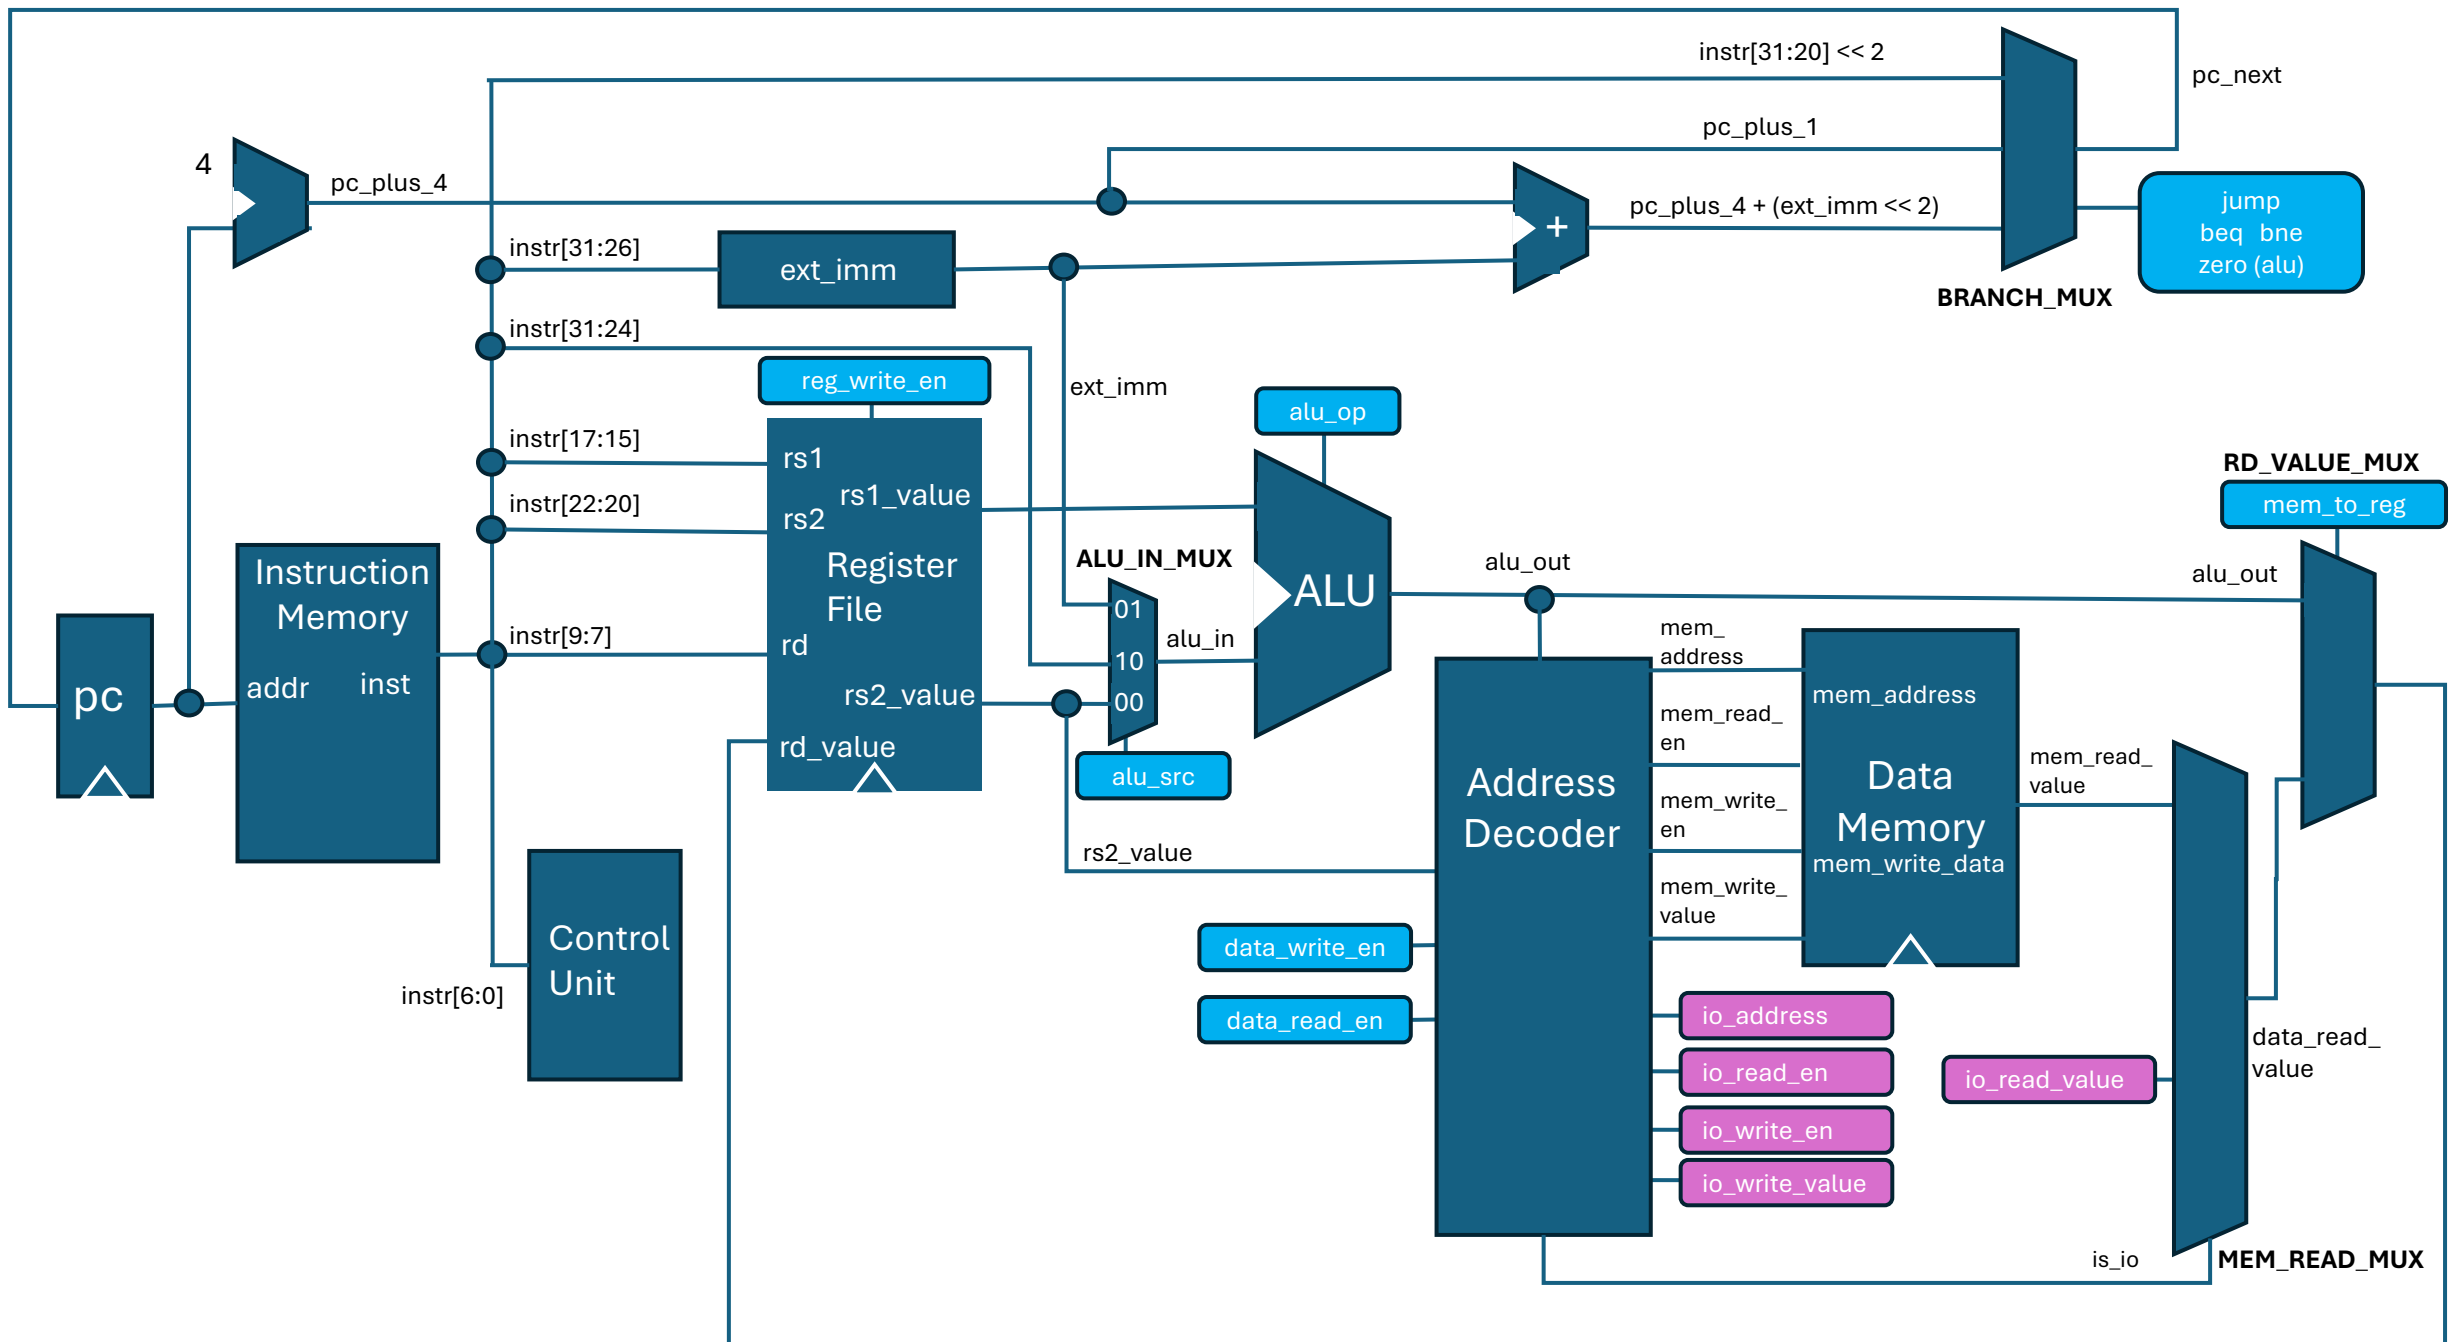 instr[31:20] << 2
pc_next
pc_plus_1
4
pc_plus_4
jump
beq bne
zero (alu)
pc_plus_4 + (ext_imm << 2)
+
instr[31:26]
ext_imm
BRANCH_MUX
instr[31:24]
reg_write_en
ext_imm
alu_op
instr[17:15]
rs1
RD_VALUE_MUX
rs1_value
mem_to_reg
instr[22:20]
rs2
Instruction
Memory
Register
File
ALU_IN_MUX
alu_out
alu_out
ALU
01
instr[9:7]
rd
alu_in
mem_
address
10
pc
addr
inst
rs2_value
00
mem_address
mem_read_
en
rd_value
alu_src
Address
Decoder
Data
Memory
mem_read_
value
mem_write_
en
rs2_value
mem_write_data
mem_write_
value
Control
Unit
data_write_en
instr[6:0]
data_read_en
io_address
data_read_
value
io_read_en
io_read_value
io_write_en
io_write_value
is_io
MEM_READ_MUX